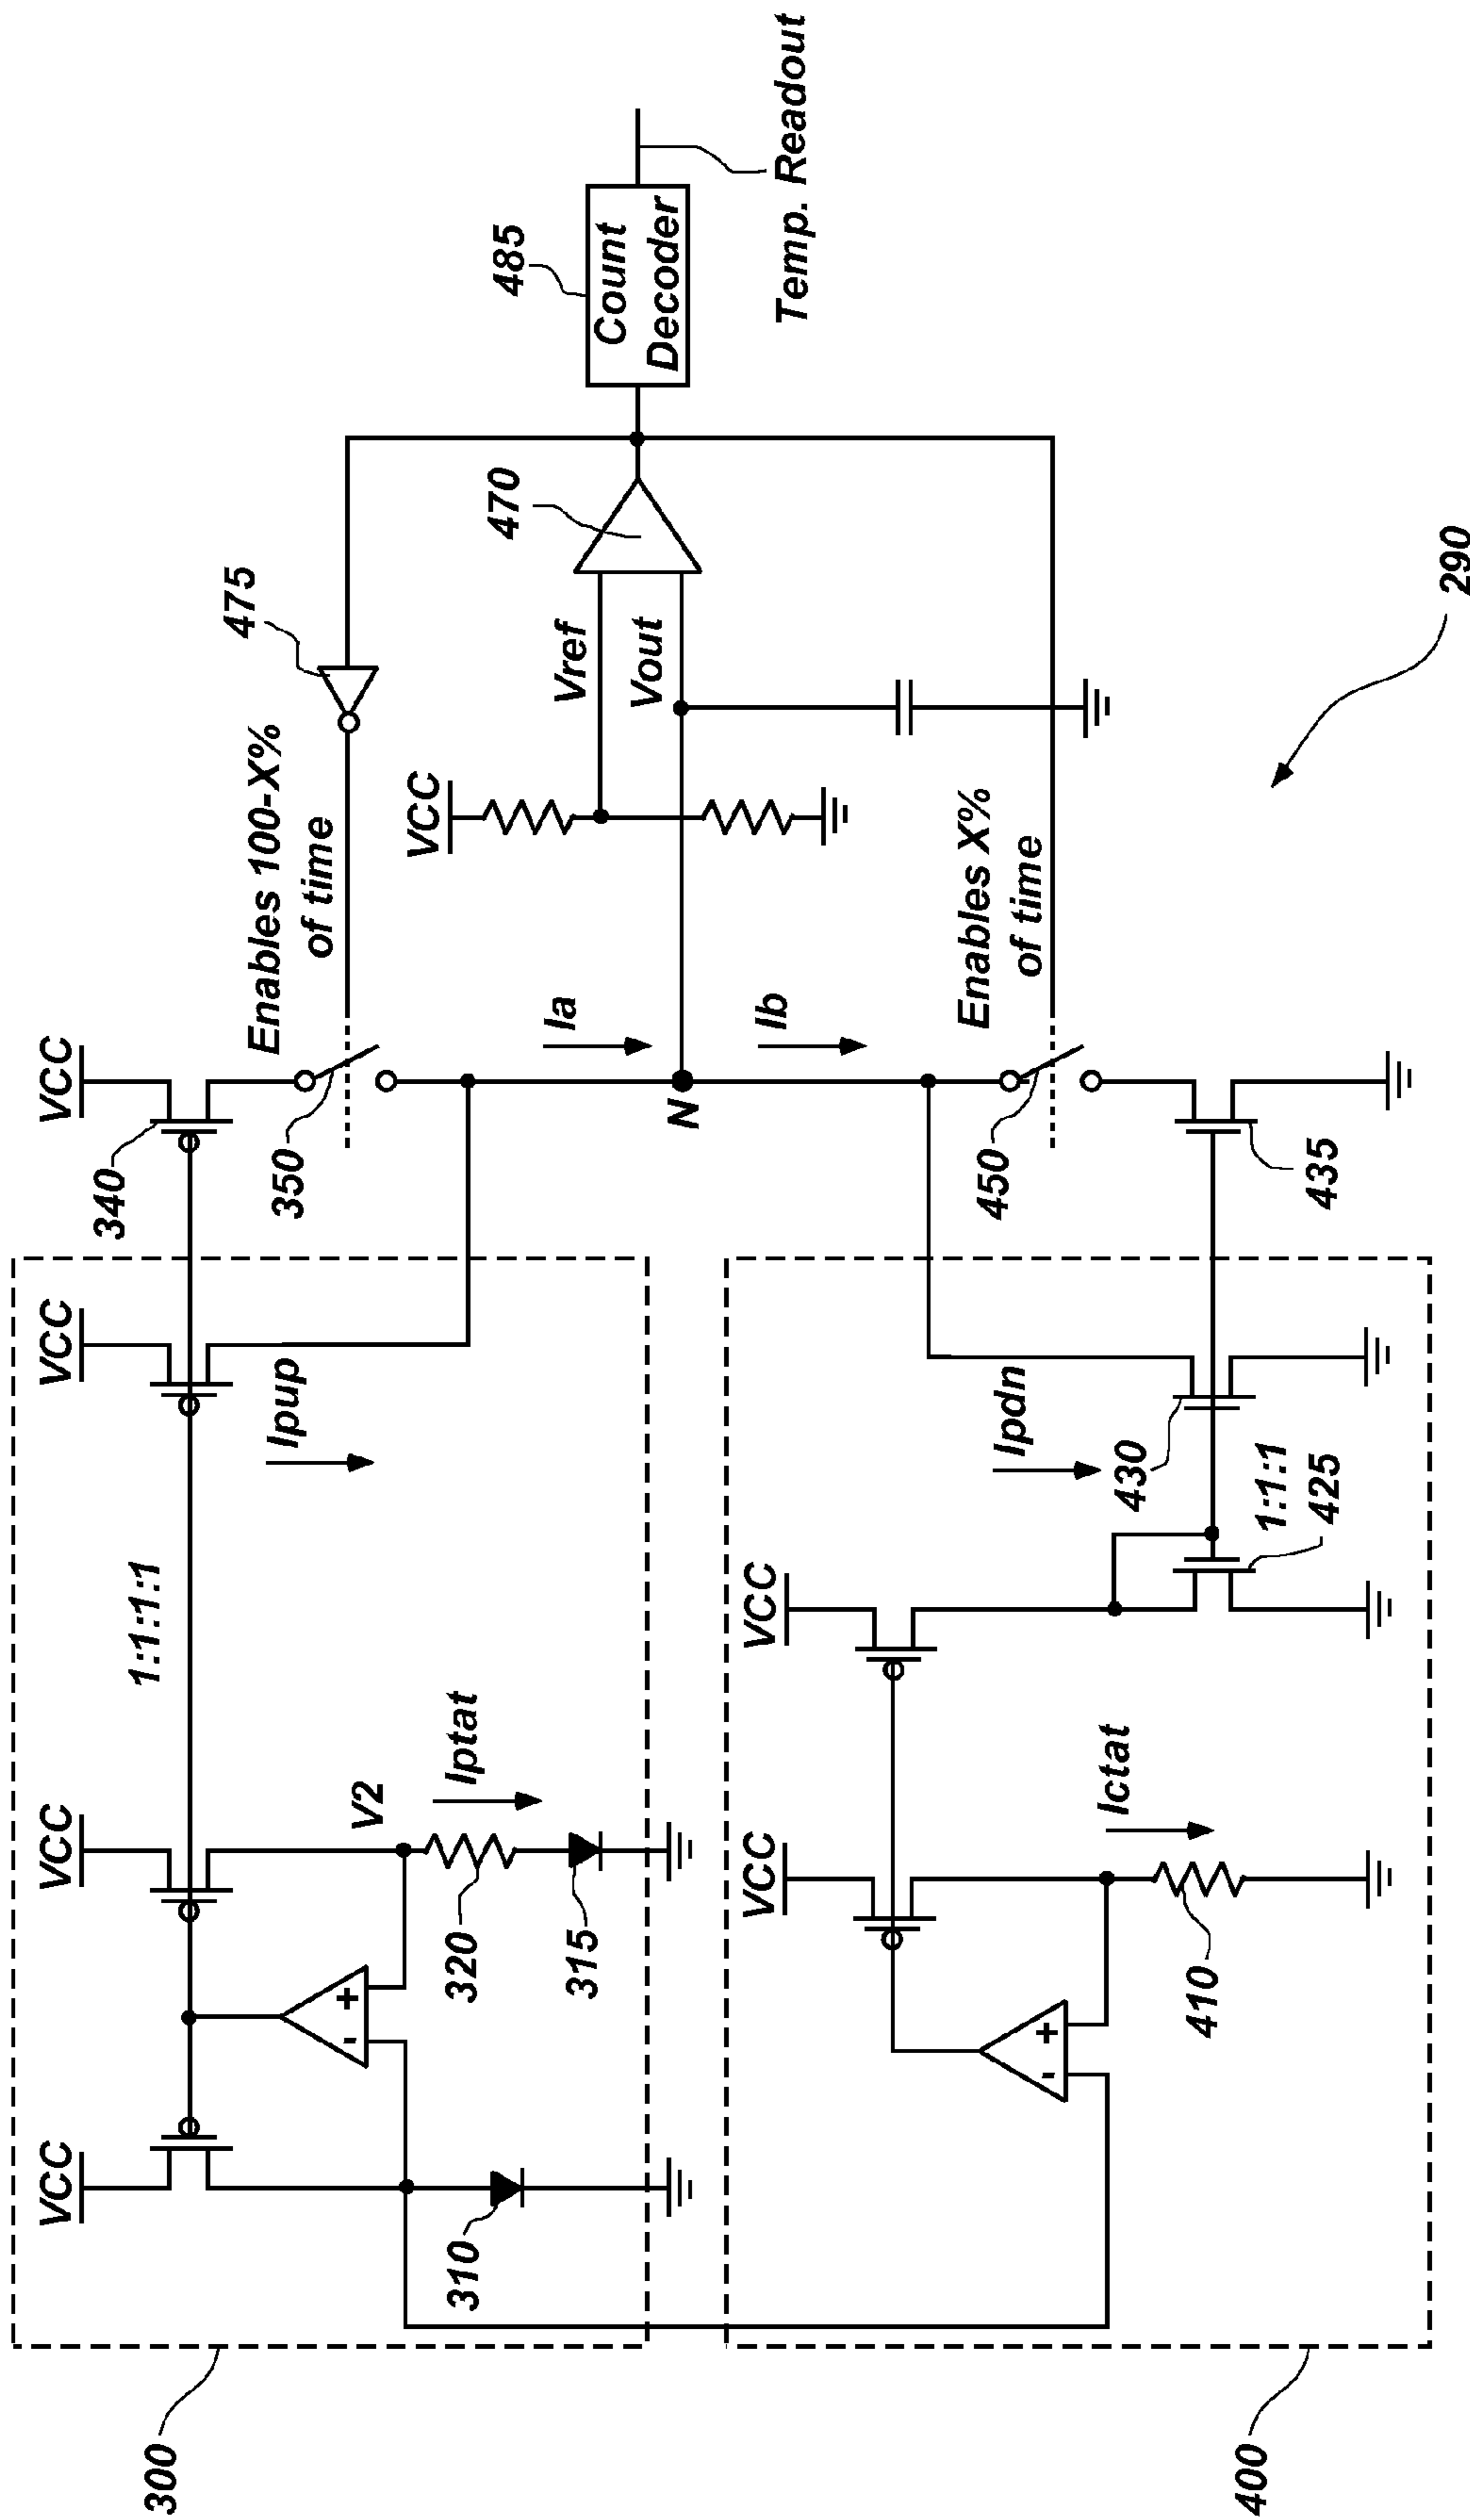 300
VCC
310
VCC
V2
Iptat
320
315
- +
1:1:1:1
VCC
Ipup
340
VCC
350
Enables 100-X%
of time
475
Ia
N
Ib
VCC
Vref
Vout
470
485
Count
Decoder
Temp. Readout
400
VCC
Ictat
410
- +
VCC
1:1:1
425
Ipdn
430
435
450
Enables X%
of time
290